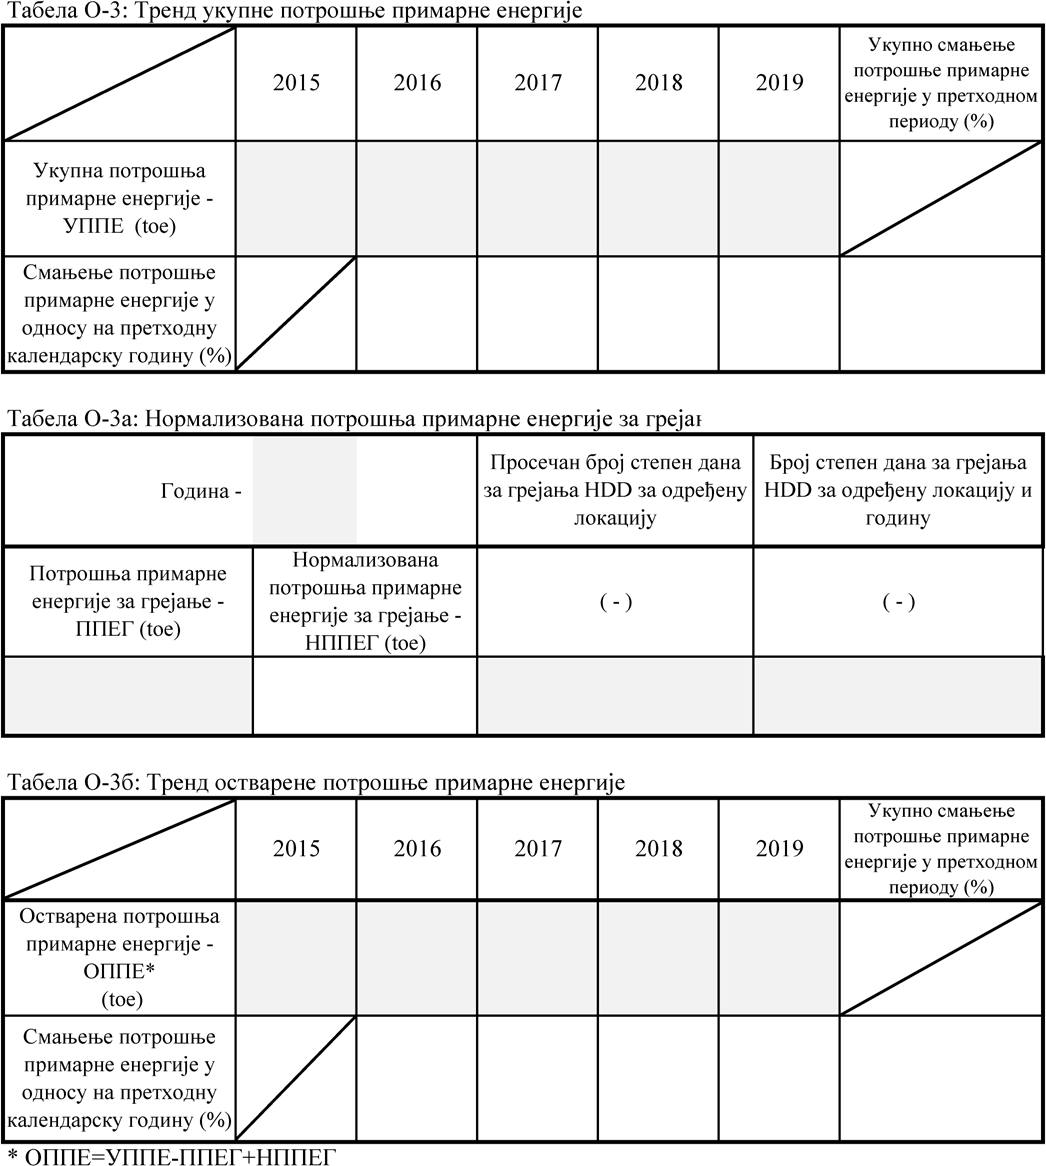 Табела О-3: Тренд укупне потрошње примарне енергије
2015
2016
2017
2018
2019
Укупно смањење
потрошње примарне
енергије у претходном
периоду (%)
Укупна потрошња
примарне енергије -
УППЕ (toe)
Смањење потрошње
примарне енергије у
односу на претходну
календарску годину (%)
Табела О-3а: Нормализована потрошња примарне енергије за грејањ
Година -
Просечан број степен дана
за грејања HDD за одређену
локацију
Број степен дана за грејања
HDD за одређену локацију и
годину
Потрошња примарне
енергије за грејање -
ППЕГ (toe)
Нормализована
потрошња примарне
енергије за грејање -
НППЕГ (toe)
( - )
( - )
Табела О-3б: Тренд остварене потрошње примарне енергије
2015
2016
2017
2018
2019
Укупно смањење
потрошње примарне
енергије у претходном
периоду (%)
Остварена потрошња
примарне енергије -
ОППЕ*
(toe)
Смањење потрошње
примарне енергије у
односу на претходну
календарску годину (%)
* ОППЕ=УППЕ-ППЕГ+НППЕГ